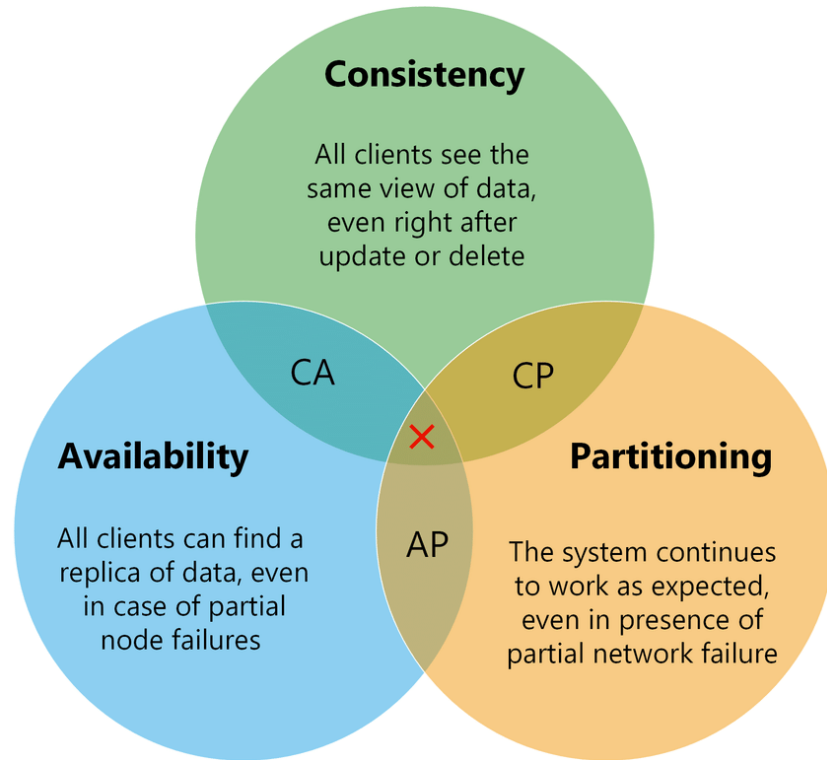 Consistency
All clients see the
same view of data,
even right after
update or delete
CA
CP
Availability
All clients can find a
replica of data, even
in case of partial
node failures
AP
Partitioning
The system continues
to work as expected,
even in presence of
partial network failure